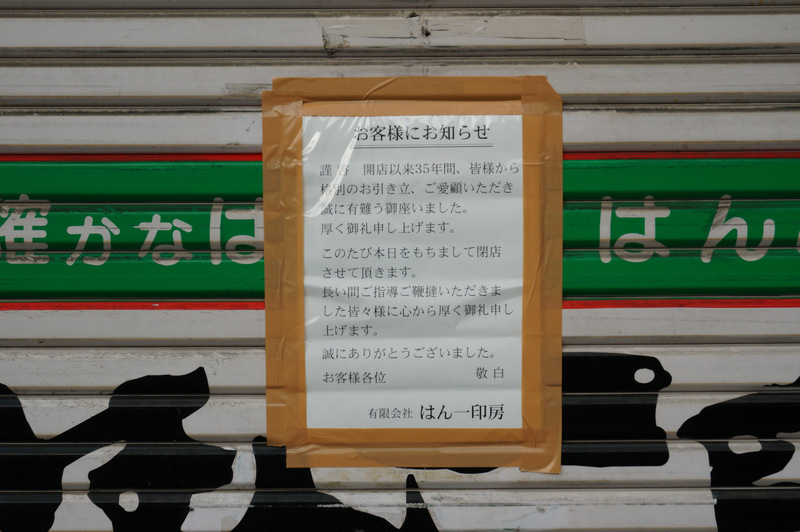 お客様にお知らせ
謹啓　開店以来35年間、皆様から
格別のお引き立、ご愛顧いただき
誠に有難う御座いました。
厚く御礼申し上げます。
このたび本日をもちまして閉店
させて頂きます。
長い間ご指導ご鞭撻いただきま
した皆々様に心から厚く御礼申し
上げます。
誠にありがとうございました。
お客様各位　敬白
有限会社 はん一印房
確かなは
はん